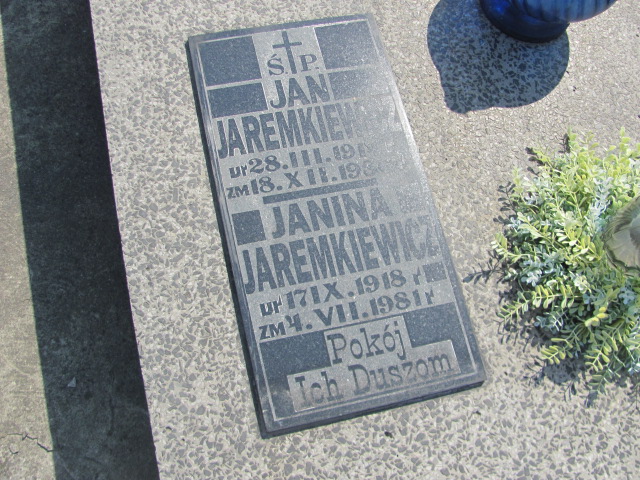 Ś. P.
JAN
JAREMKIEWICZ
ur 28. III.
zm 18. XII.
JANINA
JAREMKIEWICZ
ur 17 IX. 1918 r
zm 4. VII. 1981 r
Pokój
Ich Duszom